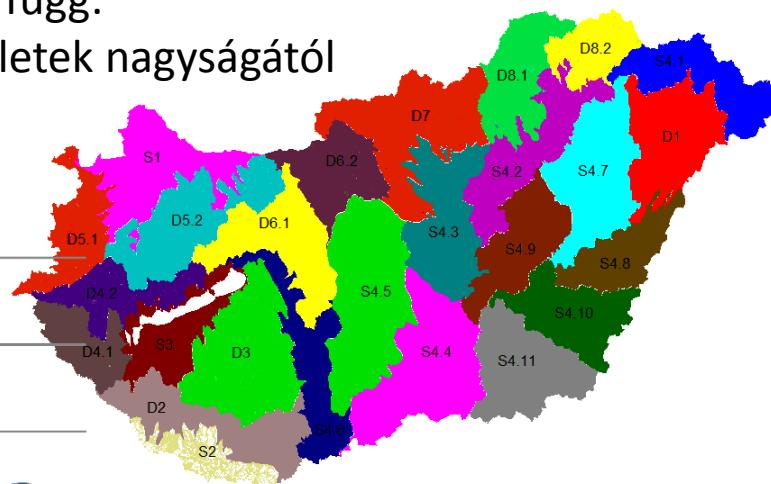 függ.
letek nagyságától
D8.2
D8.1
S4.1
D7
D1
S1
D6.2
S4.2
S4.7
D5.2
D6.1
D5.1
S4.3
S4.9
S4.8
D4.2
S4.5
S4.10
S3
D3
S4.4
D4.1
S4.11
D2
S4.6
S2